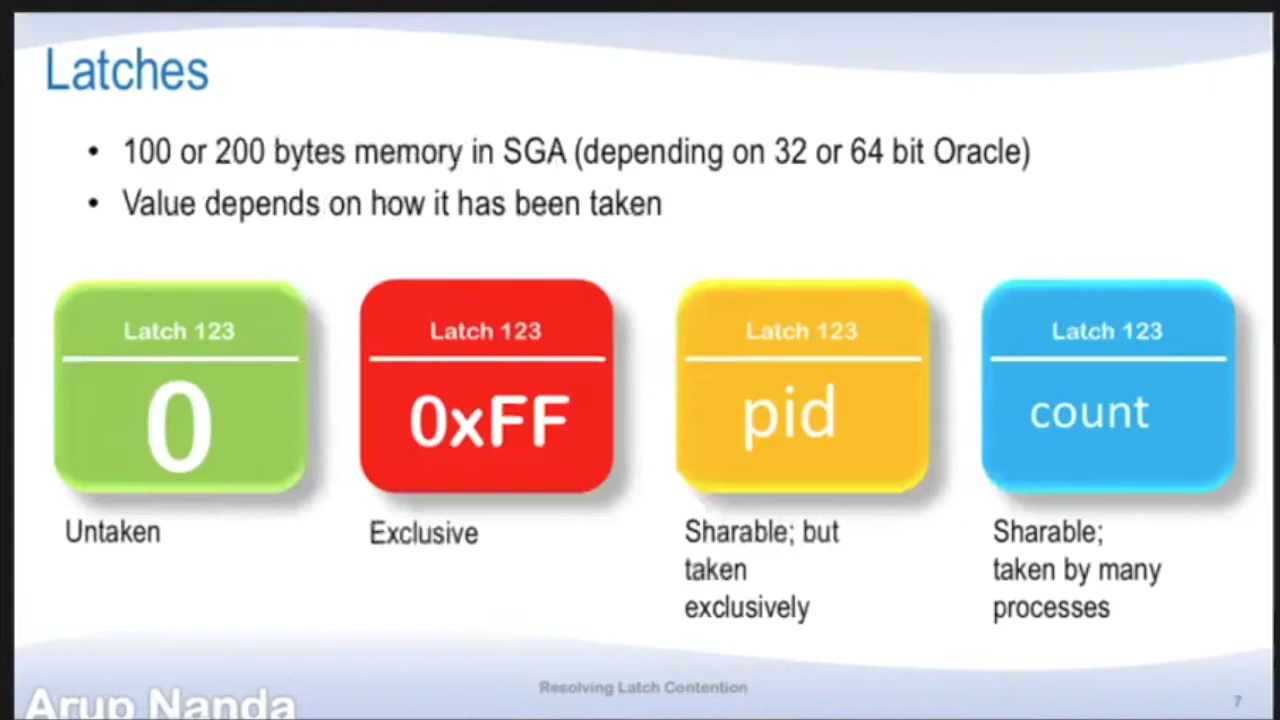 Latches
• 100 or 200 bytes memory in SGA (depending on 32 or 64 bit Oracle)
• Value depends on how it has been taken
Latch 123
0
Untaken
Latch 123
0xFF
Exclusive
Latch 123
pid
Sharable; but
taken
exclusively
Latch 123
count
Sharable;
taken by many
processes
Resolving Latch Contention
7
Arup Nanda